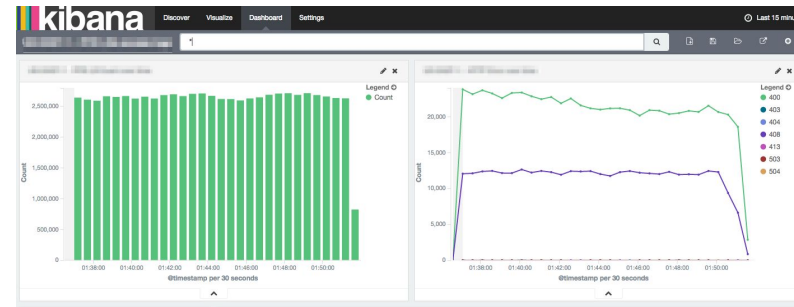 kibana
Discover Visualize Dashboard Settings
Last 15 minu
*
Legend
Count
2,500,000
2,000,000
1,500,000
1,000,000
500,000
0
Count
01:38:00 01:40:00 01:42:00 01:44:00 01:46:00 01:48:00 01:50:00
@timestamp per 30 seconds
Legend
400
403
404
408
413
503
504
20,000
15,000
10,000
5,000
0
Count
01:38:00 01:40:00 01:42:00 01:44:00 01:46:00 01:48:00 01:50:00
@timestamp per 30 seconds